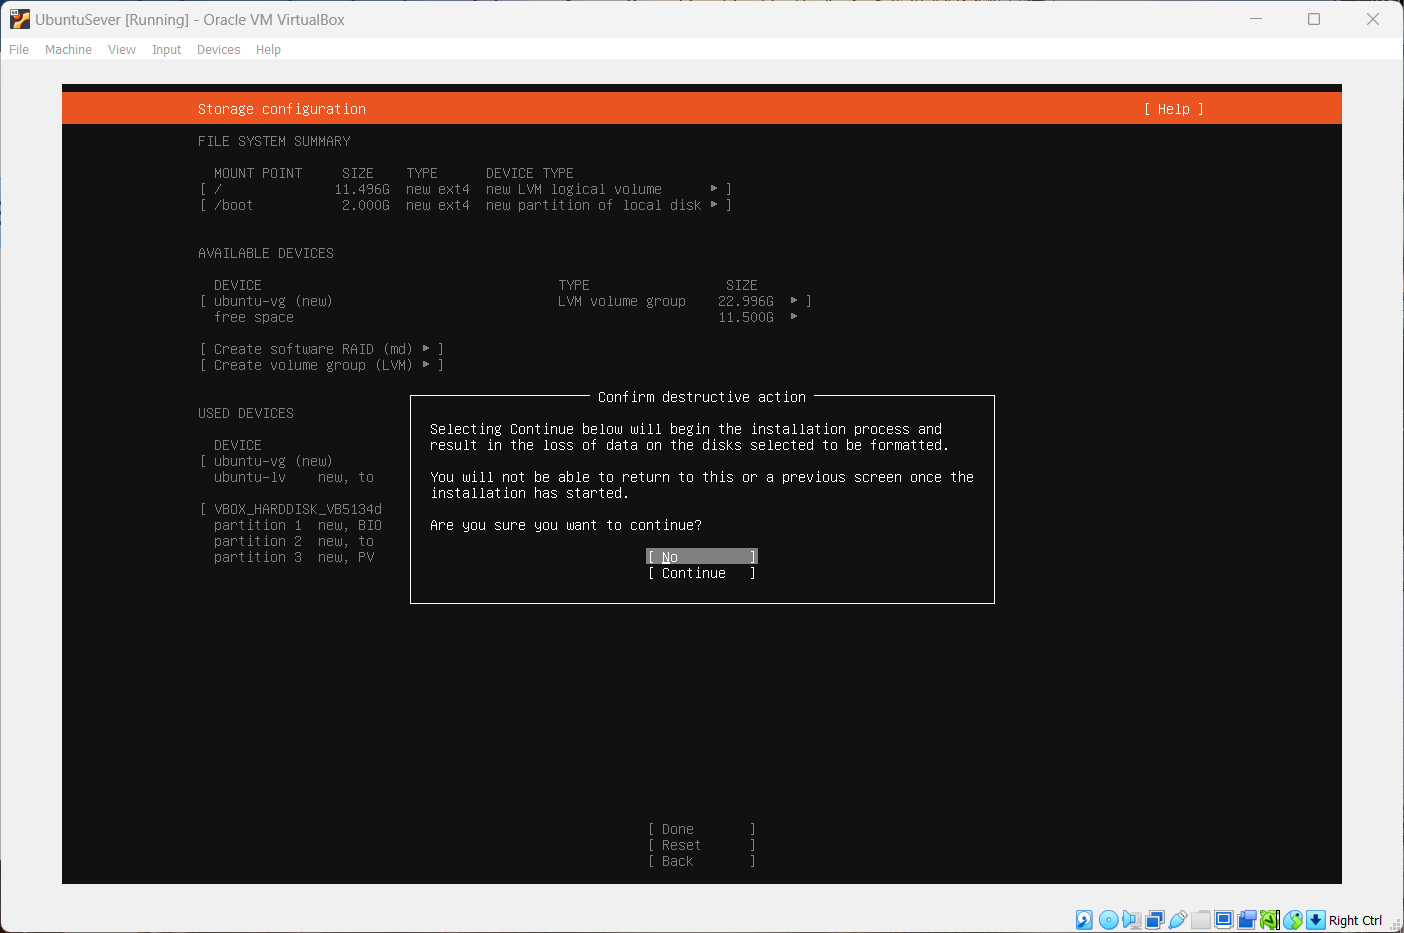 UbuntuSever [Running] - Oracle VM VirtualBox
File Machine View Input Devices Help
Storage configuration [ Help ]
FILE SYSTEM SUMMARY
MOUNT POINT SIZE TYPE DEVICE TYPE
[ / 11.496G new ext4 new LVM logical volume ▸ ]
[ /boot 2.000G new ext4 new partition of local disk ▸ ]
AVAILABLE DEVICES
DEVICE TYPE SIZE
[ ubuntu-vg (new) LVM volume group 22.996G ▸ ]
free space 11.500G ▸
[ Create software RAID (md) ▸ ]
[ Create volume group (LVM) ▸ ]
USED DEVICES
DEVICE
[ ubuntu-vg (new)
ubuntu-lv new, to
[ VBOX_HARDDISK_VB5134d
partition 1 new, BIO
partition 2 new, to
partition 3 new, PV
Confirm destructive action
Selecting Continue below will begin the installation process and
result in the loss of data on the disks selected to be formatted.
You will not be able to return to this or a previous screen once the
installation has started.
Are you sure you want to continue?
[ No ]
[ Continue ]
[ Done ]
[ Reset ]
[ Back ]
Right Ctrl